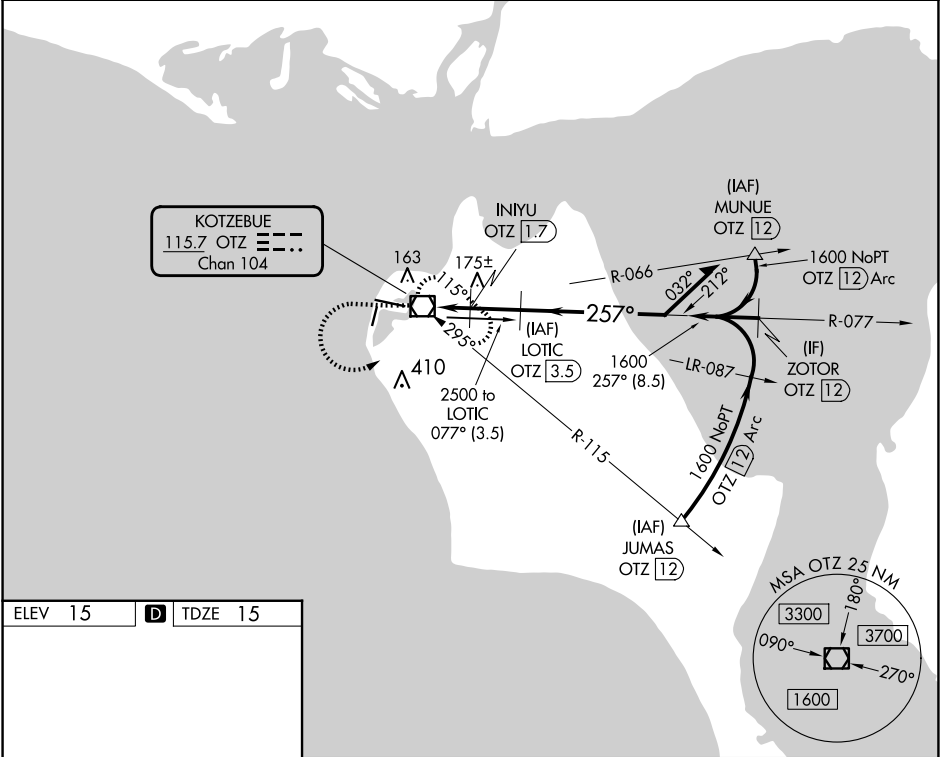 (IAF)
MUNUE
OTZ 12
INIYU
OTZ 1.7
KOTZEBUE
115.7 OTZ
Chan 104
163
175±
115°
R-066
032°
212°
1600 NoPT
OTZ 12 Arc
257°
R-077
295°
(IAF)
LOTIC
OTZ 3.5
1600
257° (8.5)
LR-087
(IF)
ZOTOR
OTZ 12
410
2500 to
LOTIC
077° (3.5)
R-115
1600 NoPT
OTZ 12 Arc
(IAF)
JUMAS
OTZ 12
MSA OTZ 25 NM
3300
180°
3700
090°
270°
1600
ELEV 15 D TDZE 15